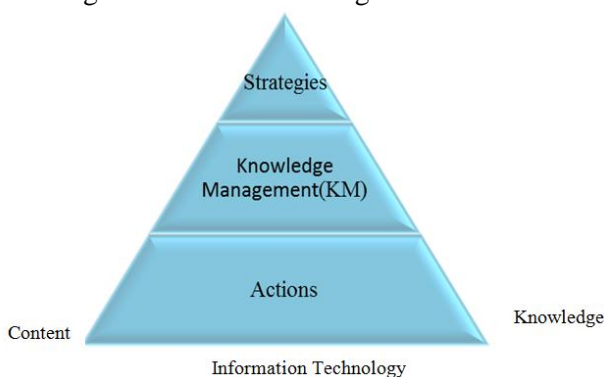 Strategies
Knowledge
Management(KM)
Actions
Content
Knowledge
Information Technology